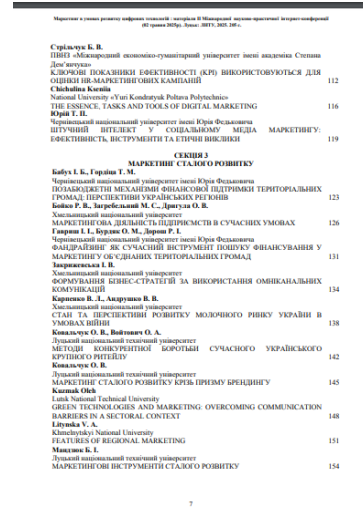 Маркетинг в умовах розвитку цифрових технологій : матеріали ІІ Міжнародної науково-практичної інтернет-конференції
(02 травня 2025р). Луцьк: ЛНТУ, 2025. 205 с.
Стрільчук Б. В.
ПВНЗ «Міжнародний економіко-гуманітарний університет імені академіка Степана
Дем’янчука»
КЛЮЧОВІ ПОКАЗНИКИ ЕФЕКТИВНОСТІ (KPI) ВИКОРИСТОВУЮТЬСЯ ДЛЯ
ОЦІНКИ HR-МАРКЕТИНГОВИХ КАМПАНІЙ 112
Chichulina Kseniia
National University «Yuri Kondratyuk Poltava Polytechnic»
THE ESSENCE, TASKS AND TOOLS OF DIGITAL MARKETING 116
Юрій Т. П.
Чернівецький національний університет імені Юрія Федьковича
ШТУЧНИЙ ІНТЕЛЕКТ У СОЦІАЛЬНОМУ МЕДІА МАРКЕТИНГУ:
ЕФЕКТИВНІСТЬ, ІНСТРУМЕНТИ ТА ЕТИЧНІ ВИКЛИКИ 119
СЕКЦІЯ 3
МАРКЕТИНГ СТАЛОГО РОЗВИТКУ
Бабух І. Б., Гордіца Т. М.
Чернівецький національний університет імені Юрія Федьковича
ПОЗАБЮДЖЕТНІ МЕХАНІЗМИ ФІНАНСОВОЇ ПІДТРИМКИ ТЕРИТОРІАЛЬНИХ
ГРОМАД: ПЕРСПЕКТИВИ УКРАЇНСЬКИХ РЕГІОНІВ 123
Бойко Р. В., Загребельний М. С., Дригула О. В.
Хмельницький національний університет
МАРКЕТИНГОВА ДІЯЛЬНІСТЬ ПІДПРИЄМСТВ В СУЧАСНИХ УМОВАХ 126
Гавриш І. І., Бурдяк О. М., Дорош Р. І.
Чернівецький національний університет імені Юрія Федьковича
ФАНДРАЙЗИНГ ЯК СУЧАСНИЙ ІНСТРУМЕНТ ПОШУКУ ФІНАНСУВАННЯ У
МАРКЕТИНГУ ОБ’ЄДНАНИХ ТЕРИТОРІАЛЬНИХ ГРОМАД 131
Закрижевська І. В.
Хмельницький національний університет
ФОРМУВАННЯ БІЗНЕС-СТРАТЕГІЙ ЗА ВИКОРИСТАННЯ ОМНІКАНАЛЬНИХ
КОМУНІКАЦІЙ 134
Карпенко В. Л., Андрушко В. В.
Хмельницький національний університет
СТАН ТА ПЕРСПЕКТИВИ РОЗВИТКУ МОЛОЧНОГО РИНКУ УКРАЇНИ В
УМОВАХ ВІЙНИ 138
Ковальчук О. В., Войтович О. А.
Луцький національний технічний університет
МЕТОДИ КОНКУРЕНТНОЇ БОРОТЬБИ СУЧАСНОГО УКРАЇНСЬКОГО
КРУПНОГО РИТЕЙЛУ 142
Ковальчук О. В.
Луцький національний технічний університет
МАРКЕТИНГ СТАЛОГО РОЗВИТКУ КРІЗЬ ПРИЗМУ БРЕНДИНГУ 145
Kuzmak Oleh
Lutsk National Technical University
GREEN TECHNOLOGIES AND MARKETING: OVERCOMING COMMUNICATION
BARRIERS IN A SECTORAL CONTEXT 148
Litynska V. A.
Khmelnytskyi National University
FEATURES OF REGIONAL MARKETING 151
Мандзюк Б. І.
Луцький національний технічний університет
МАРКЕТИНГОВІ ІНСТРУМЕНТИ СТАЛОГО РОЗВИТКУ 154
7